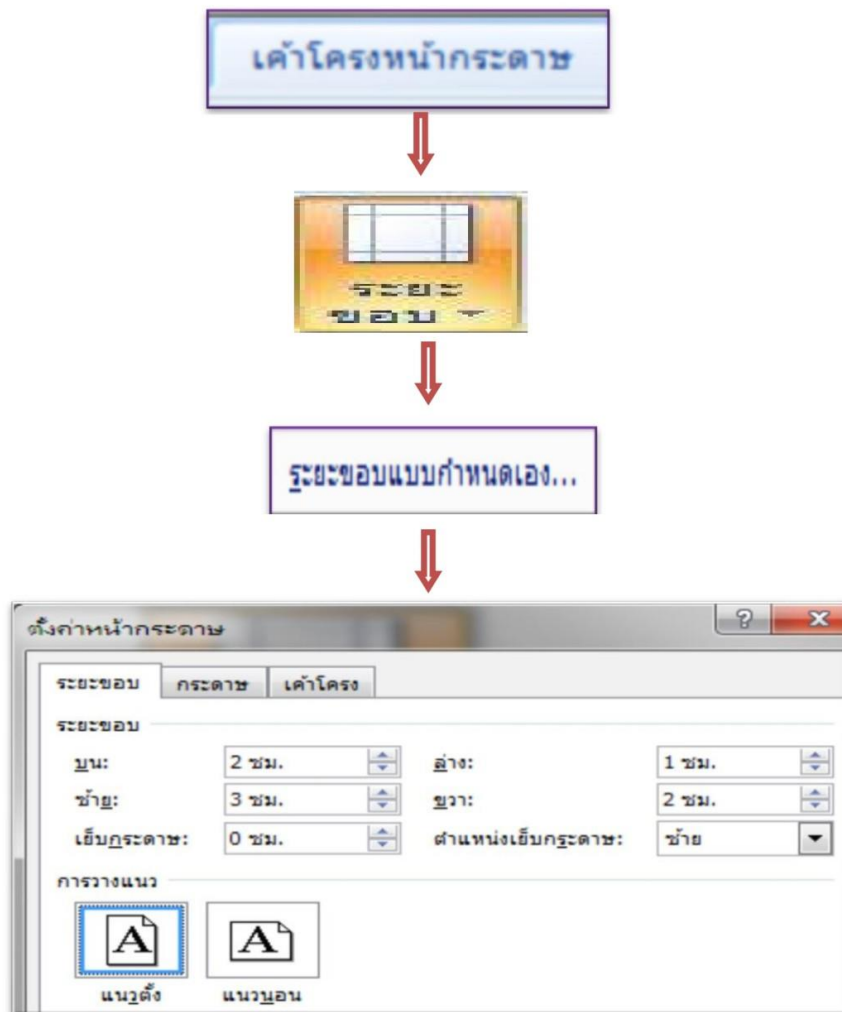 เค้าโครงหน้ากระดาษ
ระยะ
ขอบ
ระยะขอบแบบกำหนดเอง...
ตั้งค่าหน้ากระดาษ
ระยะขอบ กระดาษ เค้าโครง
ระยะขอบ
บน: 2 ซม. ล่าง: 1 ซม.
ซ้าย: 3 ซม. ขวา: 2 ซม.
เย็บกระดาษ: 0 ซม. ตำแหน่งเย็บกระดาษ: ซ้าย
การวางแนว
A A
แนวตั้ง แนวนอน